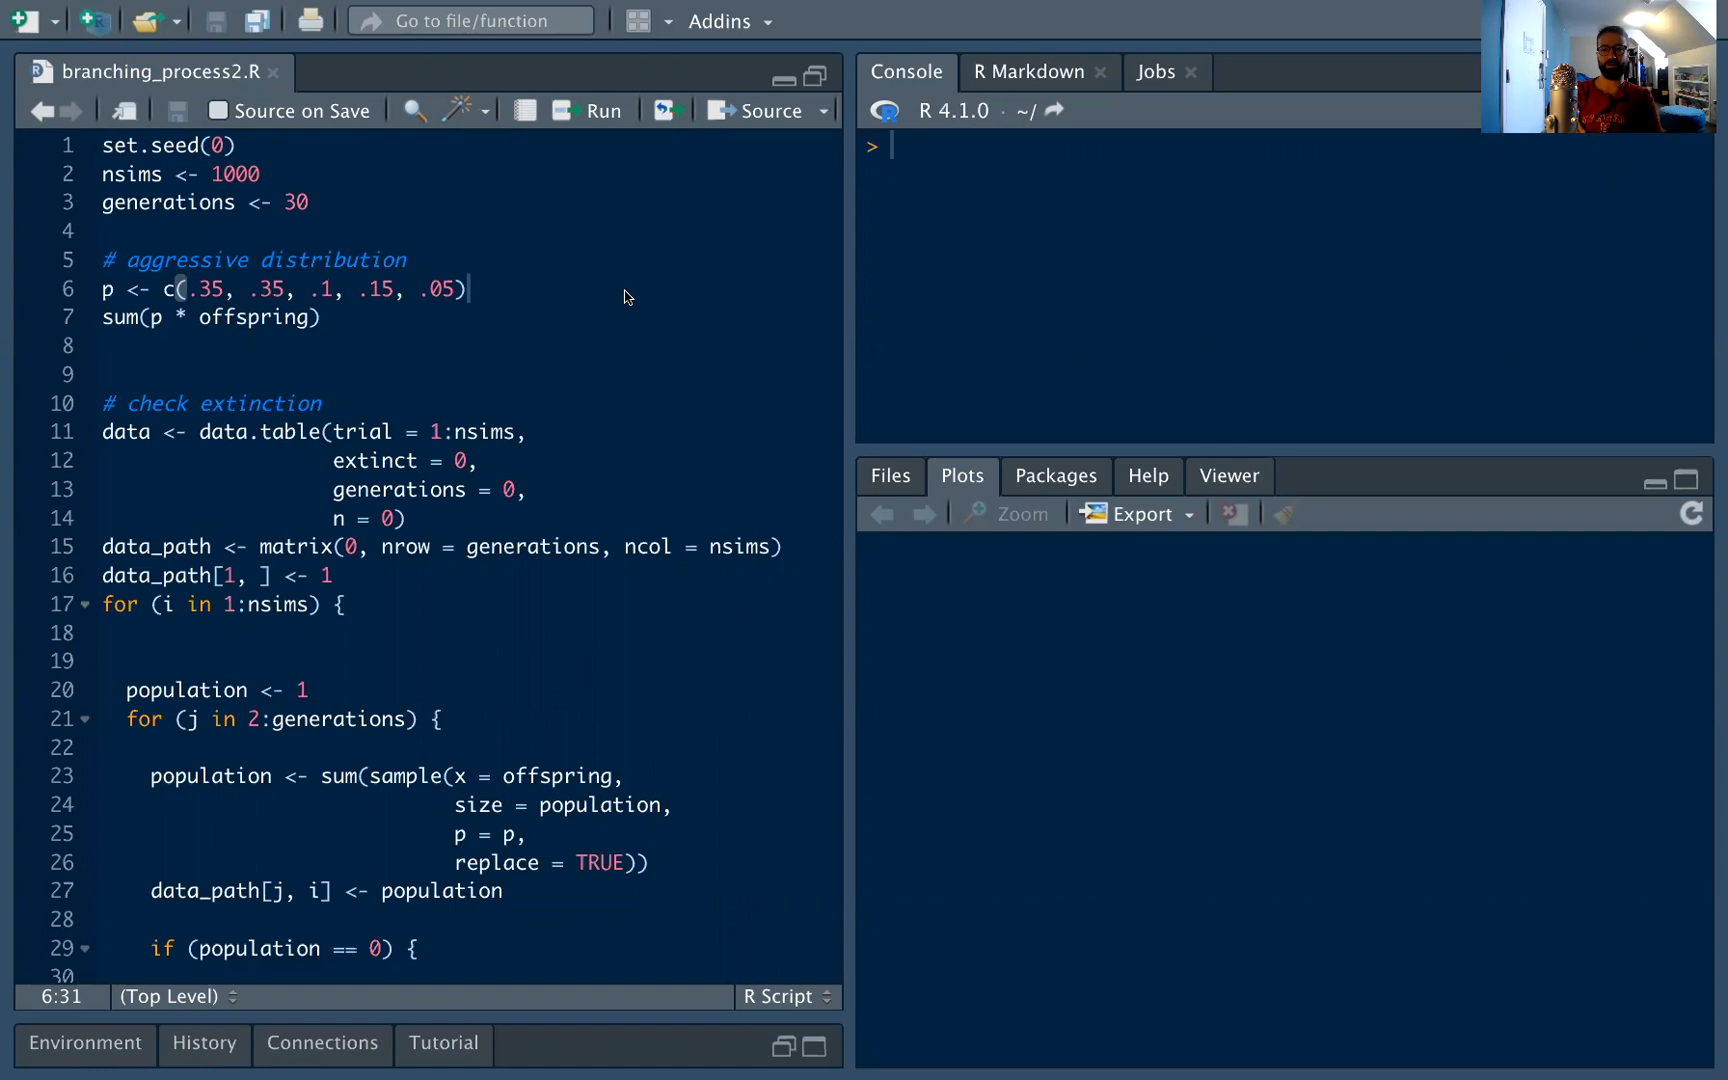 Go to file/function
Addins
branching_process2.R
Source on Save
Run
Source
1 set.seed(0)
2 nsims <- 1000
3 generations <- 30
4
5 # aggressive distribution
6 p <- c(.35, .35, .1, .15, .05)
7 sum(p * offspring)
8
9
10 # check extinction
11 data <- data.table(trial = 1:nsims,
12 extinct = 0,
13 generations = 0,
14 n = 0)
15 data_path <- matrix(0, nrow = generations, ncol = nsims)
16 data_path[1, ] <- 1
17 for (i in 1:nsims) {
18
19
20 population <- 1
21 for (j in 2:generations) {
22
23 population <- sum(sample(x = offspring,
24 size = population,
25 p = p,
26 replace = TRUE))
27 data_path[j, i] <- population
28
29 if (population == 0) {
30
6:31 (Top Level) R Script
Environment History Connections Tutorial
Console R Markdown Jobs
R 4.1.0 · ~/
>
Files Plots Packages Help Viewer
Zoom Export